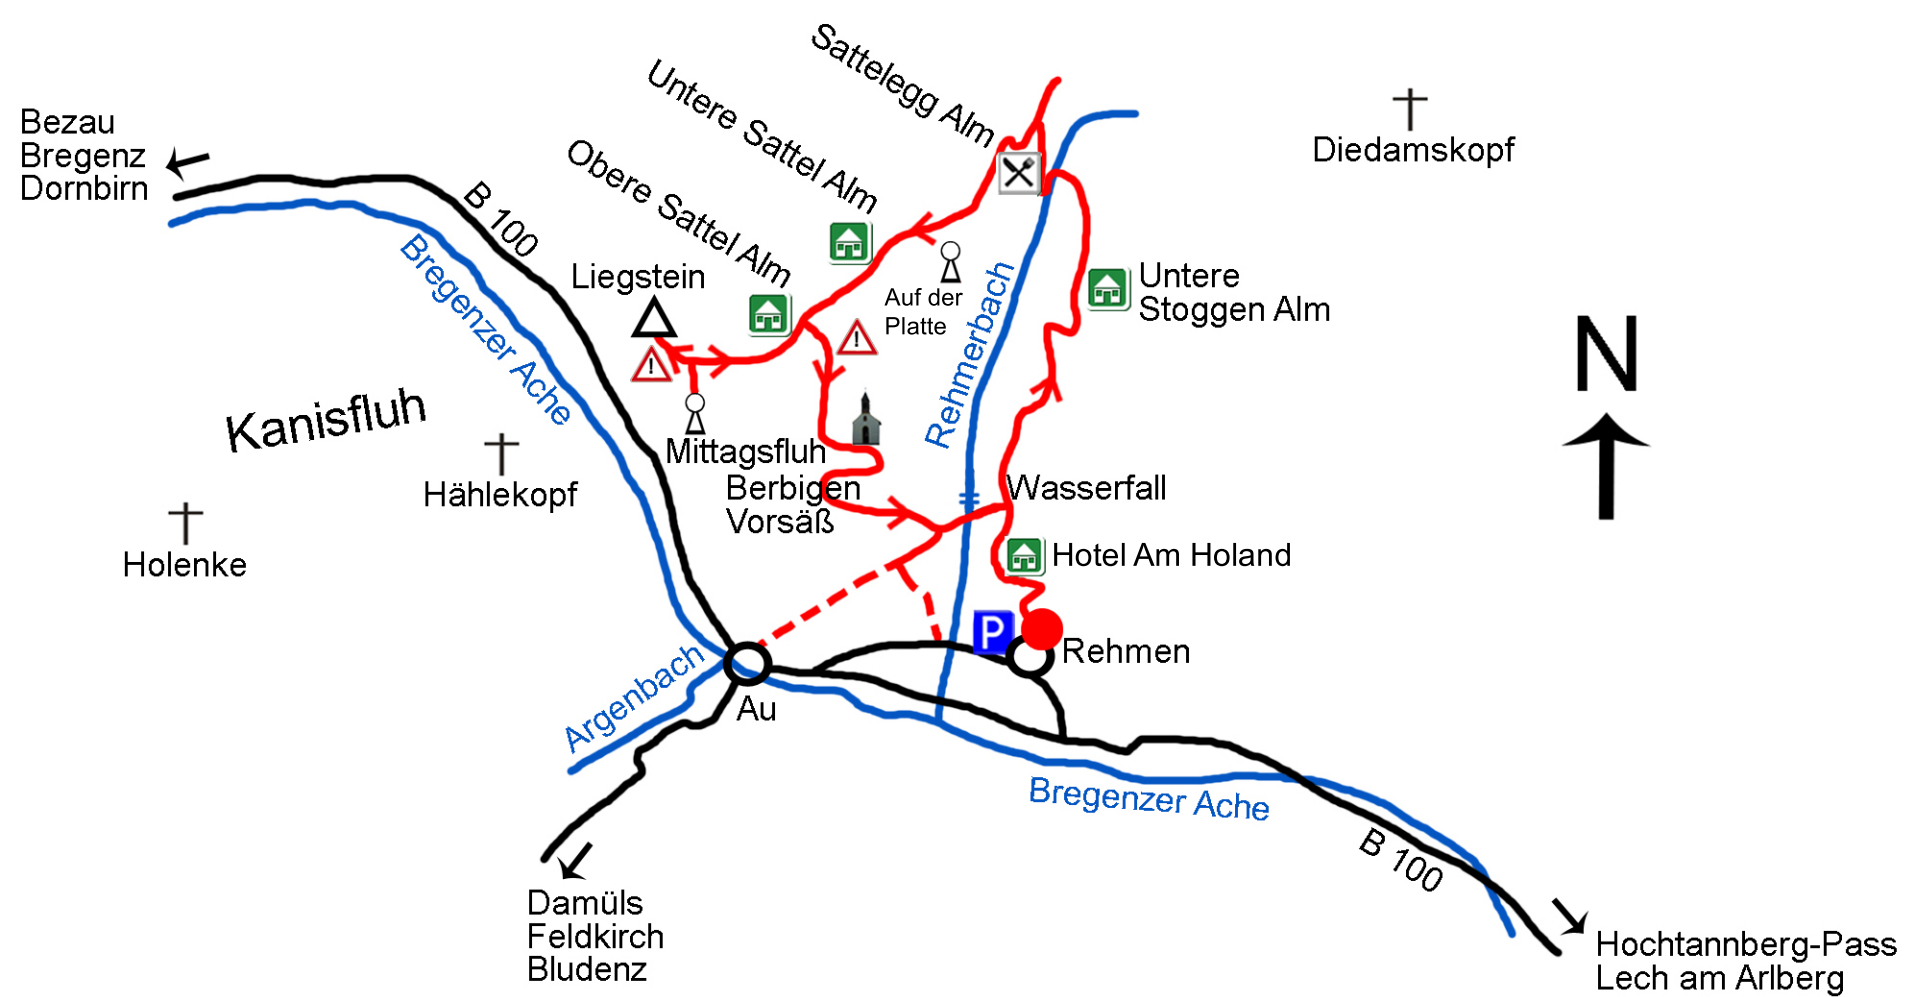 Sattelegg Alm
Untere Sattel Alm
Obere Sattel Alm
Bezau
Bregenz
Dornbirn
B 100
Bregenzer Ache
Liegstein
Diedamskopf
Auf der
Platte
Rehmerbach
Untere
Stoggen Alm
N
Kanisfluh
Hählekopf
Holenke
Mittagsfluh
Berbigen
Vorsäß
Wasserfall
Hotel Am Holand
P
Rehmen
Argenbach
Au
Bregenzer Ache
B 100
Damüls
Feldkirch
Bludenz
Hochtannberg-Pass
Lech am Arlberg